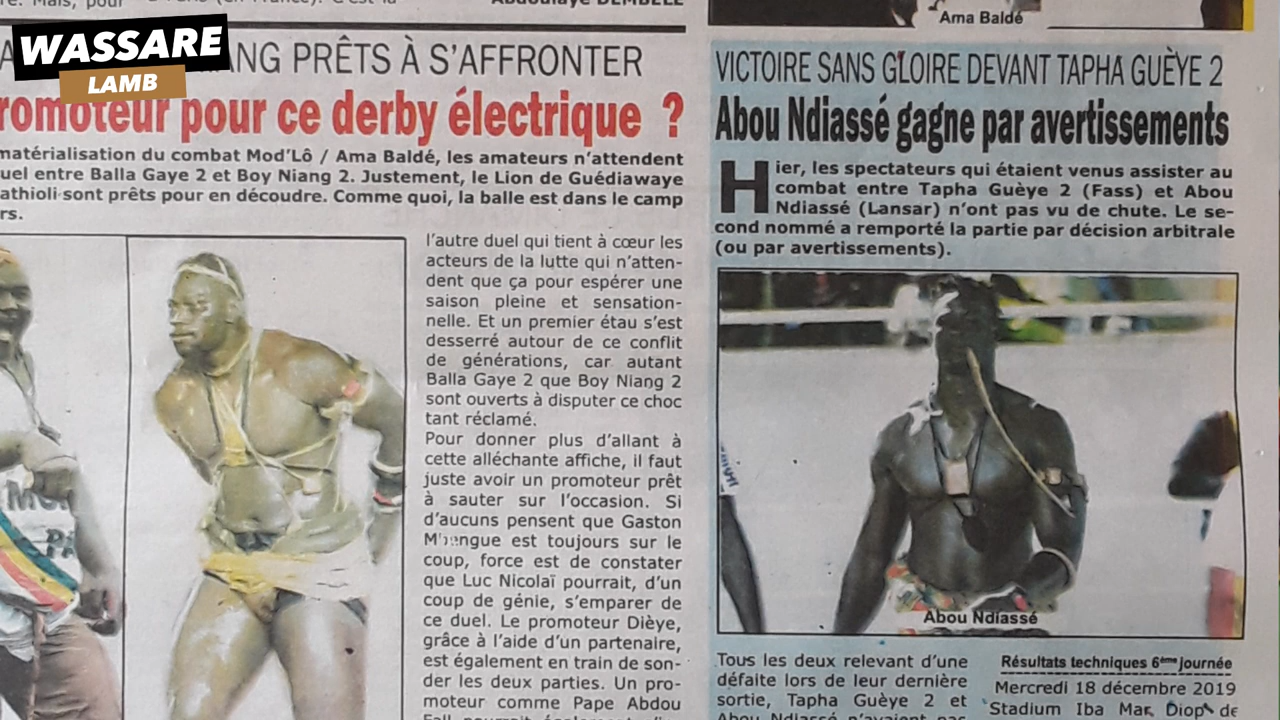 WASSARE
LAMB
ANG PRÊTS À S’AFFRONTER
romoteur pour ce derby électrique ?
matérialisation du combat Mod’Lô / Ama Baldé, les amateurs n’attendent
uel entre Balla Gaye 2 et Boy Niang 2. Justement, le Lion de Guédiawaye
athioli sont prêts pour en découdre. Comme quoi, la balle est dans le camp
rs.
l’autre duel qui tient à cœur les
acteurs de la lutte qui n’atten-
dent que ça pour espérer une
saison pleine et sensation-
nelle. Et un premier étau s’est
desserré autour de ce conflit
de générations, car autant
Balla Gaye 2 que Boy Niang 2
sont ouverts à disputer ce choc
tant réclamé.
Pour donner plus d’allant à
cette alléchante affiche, il faut
juste avoir un promoteur prêt
à sauter sur l’occasion. Si
d’aucuns pensent que Gaston
est toujours sur le
coup, force est de constater
que Luc Nicolaï pourrait, d’un
coup de génie, s’emparer de
ce duel. Le promoteur Dièye,
grâce à l’aide d’un partenaire,
est également en train de son-
der les deux parties. Un pro-
moteur comme Pape Abdou
Ama Baldé
VICTOIRE SANS GLOIRE DEVANT TAPHA GUÈYE 2
Abou Ndiassé gagne par avertissements
Hier, les spectateurs qui étaient venus assister au
combat entre Tapha Guèye 2 (Fass) et Abou
Ndiassé (Lansar) n’ont pas vu de chute. Le se-
cond nommé a remporté la partie par décision arbitrale
(ou par avertissements).
Abou Ndiassé
Tous les deux relevant d’une
défaite lors de leur dernière
sortie, Tapha Guèye 2 et
Abou Ndiassé n’avaient pas
Résultats techniques 6ème journée
Mercredi 18 décembre 2019
Stadium Iba Mar Diop de